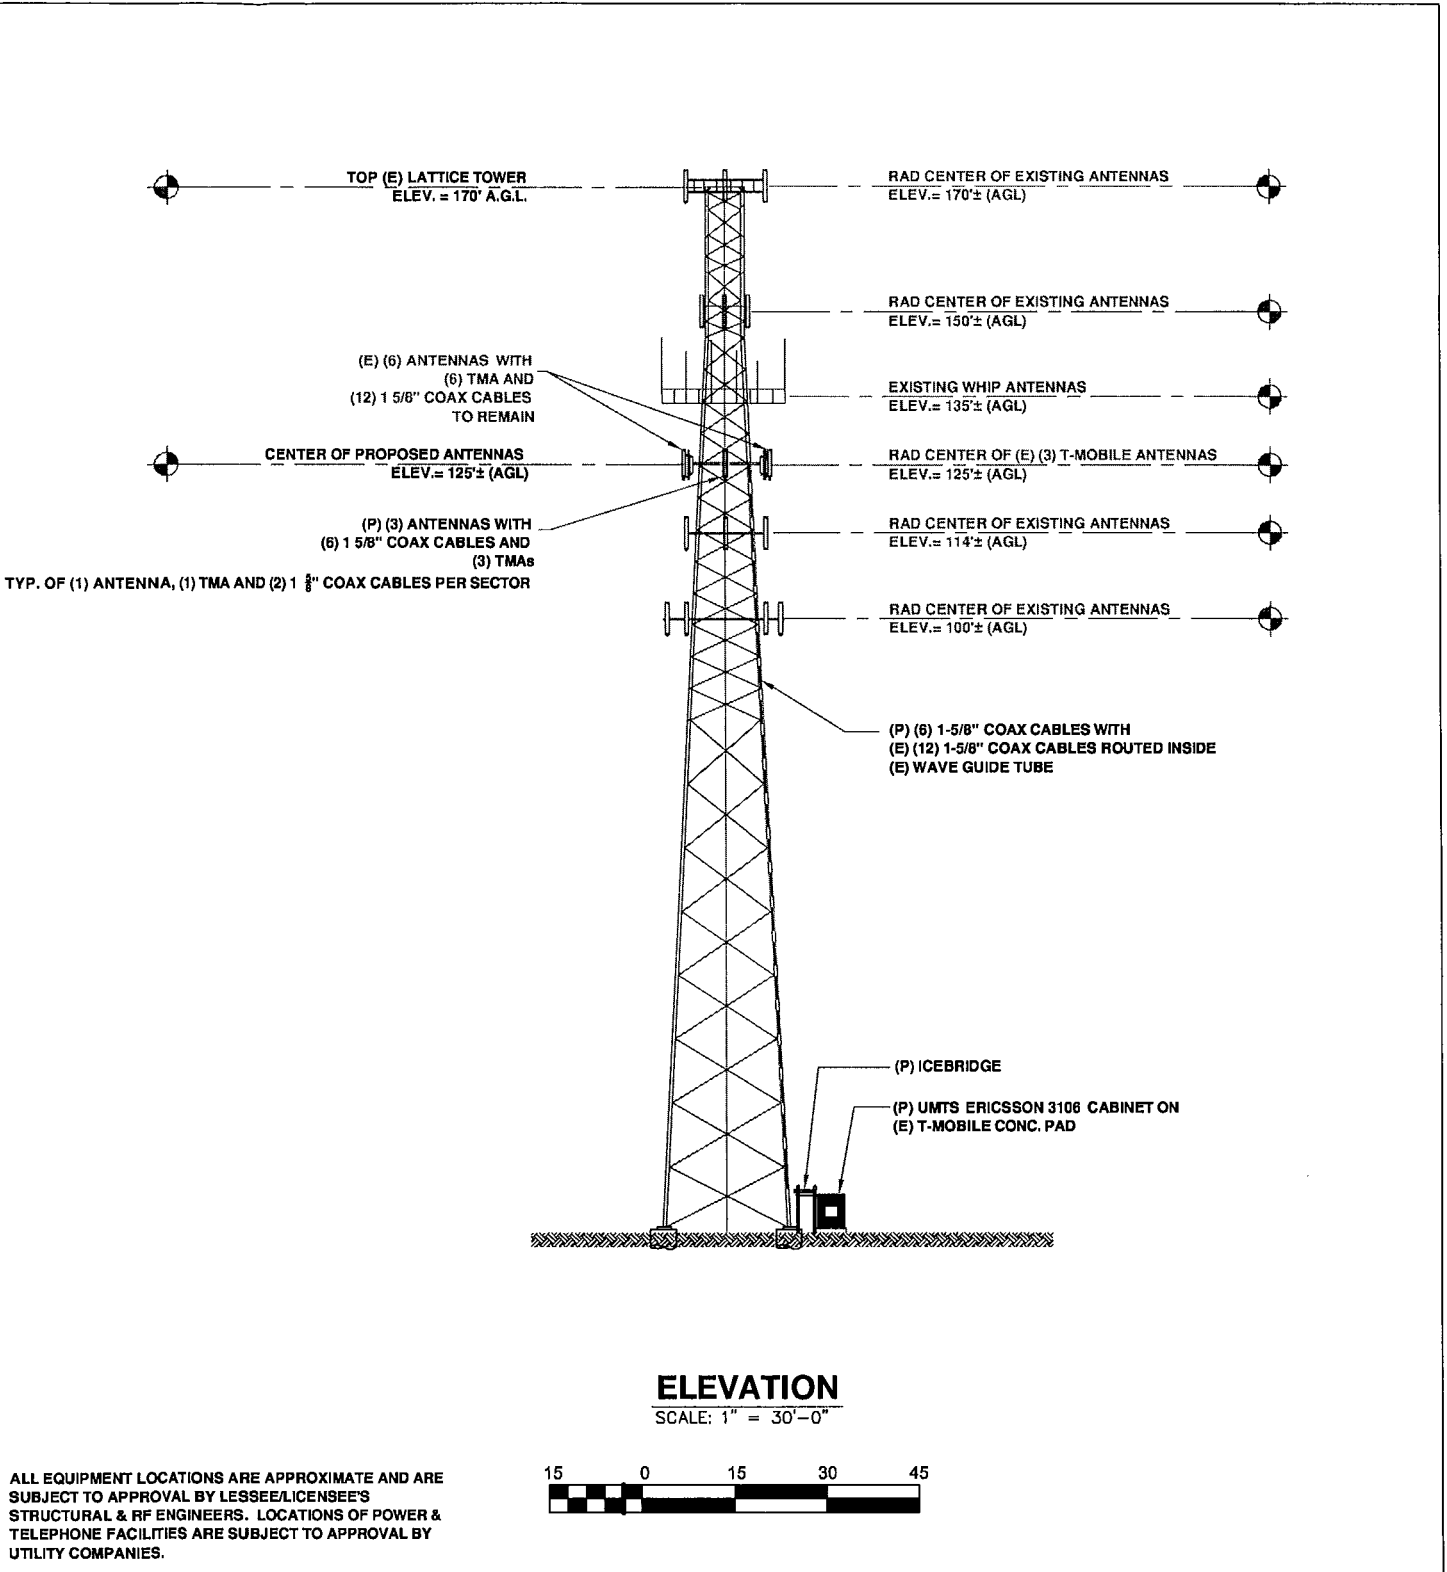 TOP (E) LATTICE TOWER
ELEV. = 170' A.G.L.
RAD CENTER OF EXISTING ANTENNAS
ELEV.= 170'± (AGL)
RAD CENTER OF EXISTING ANTENNAS
ELEV.= 150'± (AGL)
(E) (6) ANTENNAS WITH
(6) TMA AND
(12) 1 5/8" COAX CABLES
TO REMAIN
EXISTING WHIP ANTENNAS
ELEV.= 135'± (AGL)
CENTER OF PROPOSED ANTENNAS
ELEV.= 125'± (AGL)
RAD CENTER OF (E) (3) T-MOBILE ANTENNAS
ELEV.= 125'± (AGL)
(P) (3) ANTENNAS WITH
(6) 1 5/8" COAX CABLES AND
(3) TMAs
TYP. OF (1) ANTENNA, (1) TMA AND (2) 1 5/8" COAX CABLES PER SECTOR
RAD CENTER OF EXISTING ANTENNAS
ELEV.= 114'± (AGL)
RAD CENTER OF EXISTING ANTENNAS
ELEV.= 100'± (AGL)
(P) (6) 1-5/8" COAX CABLES WITH
(E) (12) 1-5/8" COAX CABLES ROUTED INSIDE
(E) WAVE GUIDE TUBE
(P) ICEBRIDGE
(P) UMTS ERICSSON 3106 CABINET ON
(E) T-MOBILE CONC. PAD
ELEVATION
SCALE: 1" = 30'-0"
15 0 15 30 45
ALL EQUIPMENT LOCATIONS ARE APPROXIMATE AND ARE
SUBJECT TO APPROVAL BY LESSEE/LICENSEE'S
STRUCTURAL & RF ENGINEERS. LOCATIONS OF POWER &
TELEPHONE FACILITIES ARE SUBJECT TO APPROVAL BY
UTILITY COMPANIES.